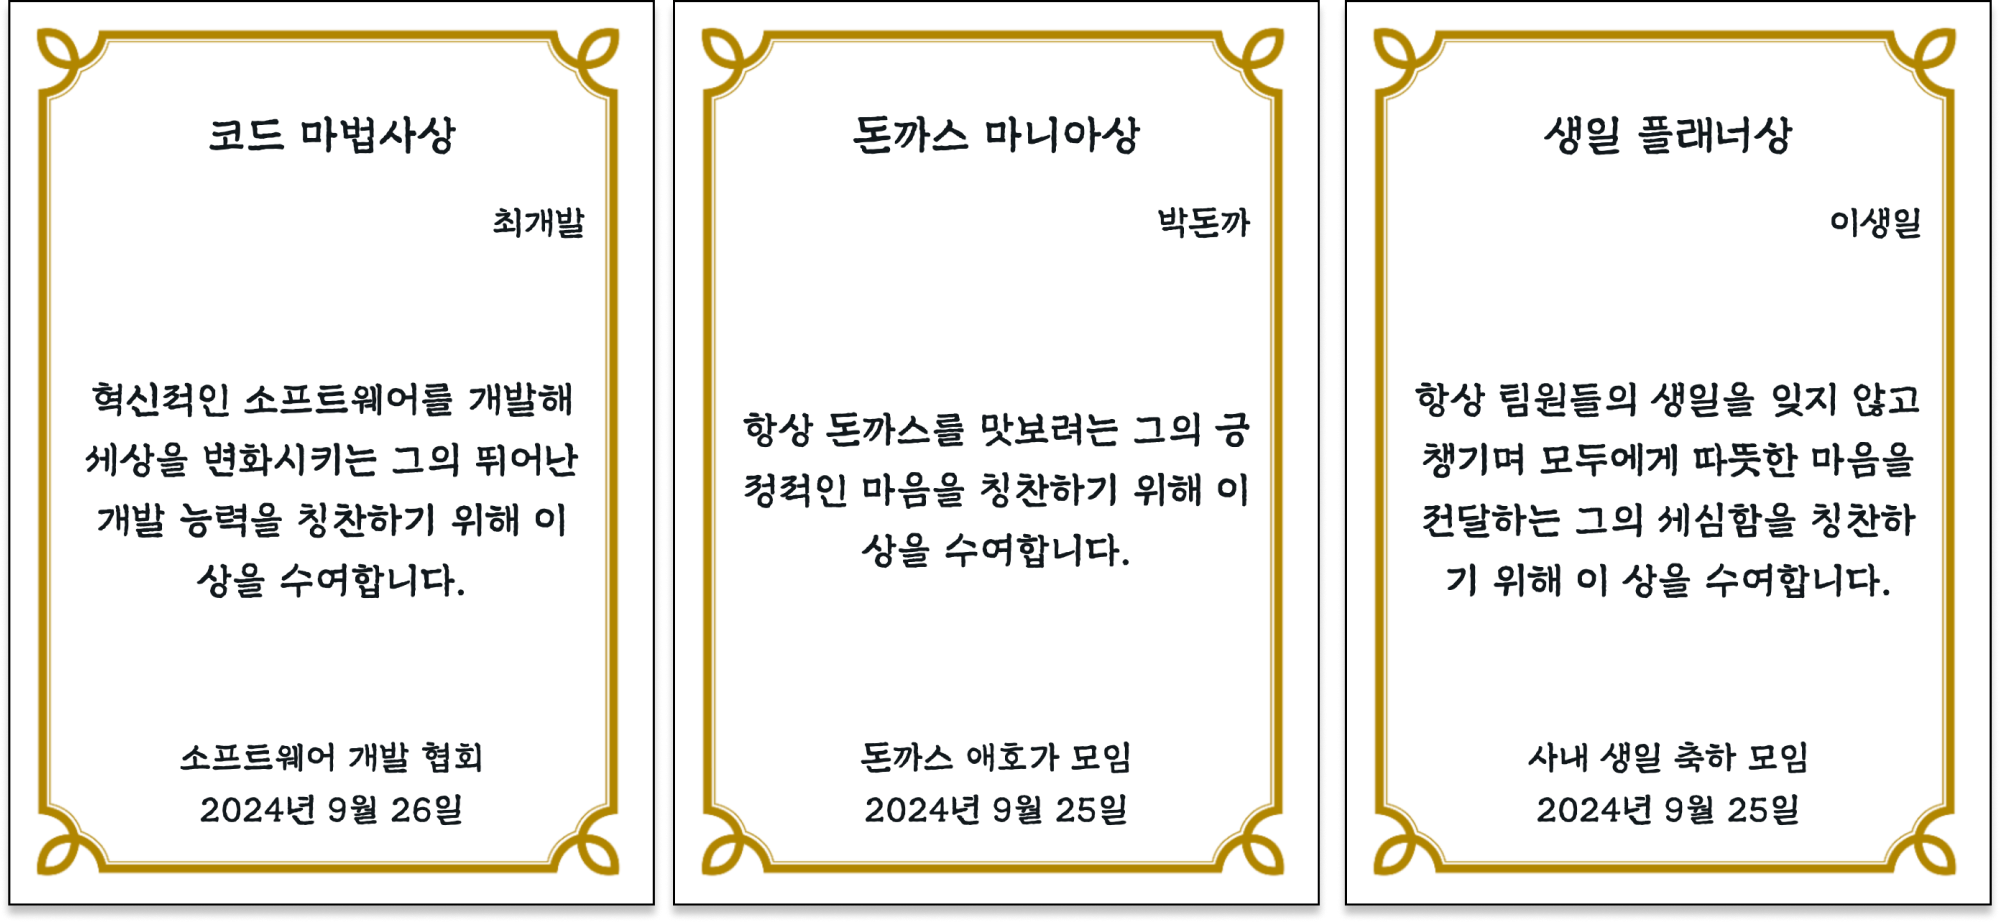 코드 마법사상
최개발
혁신적인 소프트웨어를 개발해
세상을 변화시키는 그의 뛰어난
개발 능력을 칭찬하기 위해 이
상을 수여합니다.
소프트웨어 개발 협회
2024년 9월 26일
돈까스 마니아상
박돈까
항상 돈까스를 맛보려는 그의 긍
정적인 마음을 칭찬하기 위해 이
상을 수여합니다.
돈까스 애호가 모임
2024년 9월 25일
생일 플래너상
이생일
항상 팀원들의 생일을 잊지 않고
챙기며 모두에게 따뜻한 마음을
전달하는 그의 세심함을 칭찬하
기 위해 이 상을 수여합니다.
사내 생일 축하 모임
2024년 9월 25일